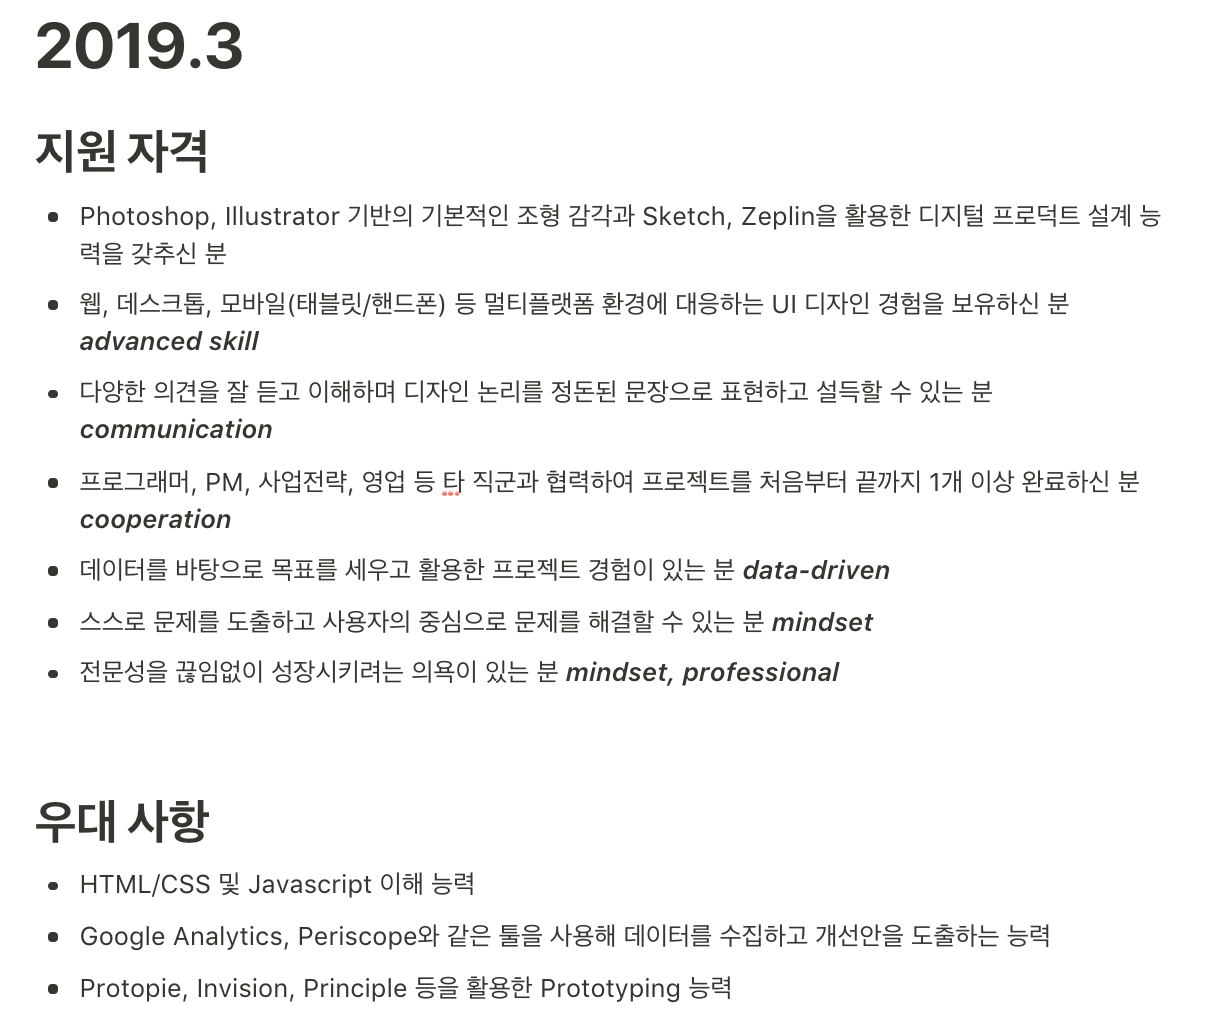 2019.3
지원 자격
Photoshop, Illustrator 기반의 기본적인 조형 감각과 Sketch, Zeplin을 활용한 디지털 프로덕트 설계 능
력을 갖추신 분
웹, 데스크톱, 모바일(태블릿/핸드폰) 등 멀티플랫폼 환경에 대응하는 UI 디자인 경험을 보유하신 분
advanced skill
다양한 의견을 잘 듣고 이해하며 디자인 논리를 정돈된 문장으로 표현하고 설득할 수 있는 분
communication
프로그래머, PM, 사업전략, 영업 등 타 직군과 협력하여 프로젝트를 처음부터 끝까지 1개 이상 완료하신 분
cooperation
데이터를 바탕으로 목표를 세우고 활용한 프로젝트 경험이 있는 분 data-driven
스스로 문제를 도출하고 사용자의 중심으로 문제를 해결할 수 있는 분 mindset
전문성을 끊임없이 성장시키려는 의욕이 있는 분 mindset, professional
우대 사항
HTML/CSS 및 Javascript 이해 능력
Google Analytics, Periscope와 같은 툴을 사용해 데이터를 수집하고 개선안을 도출하는 능력
Protopie, Invision, Principle 등을 활용한 Prototyping 능력